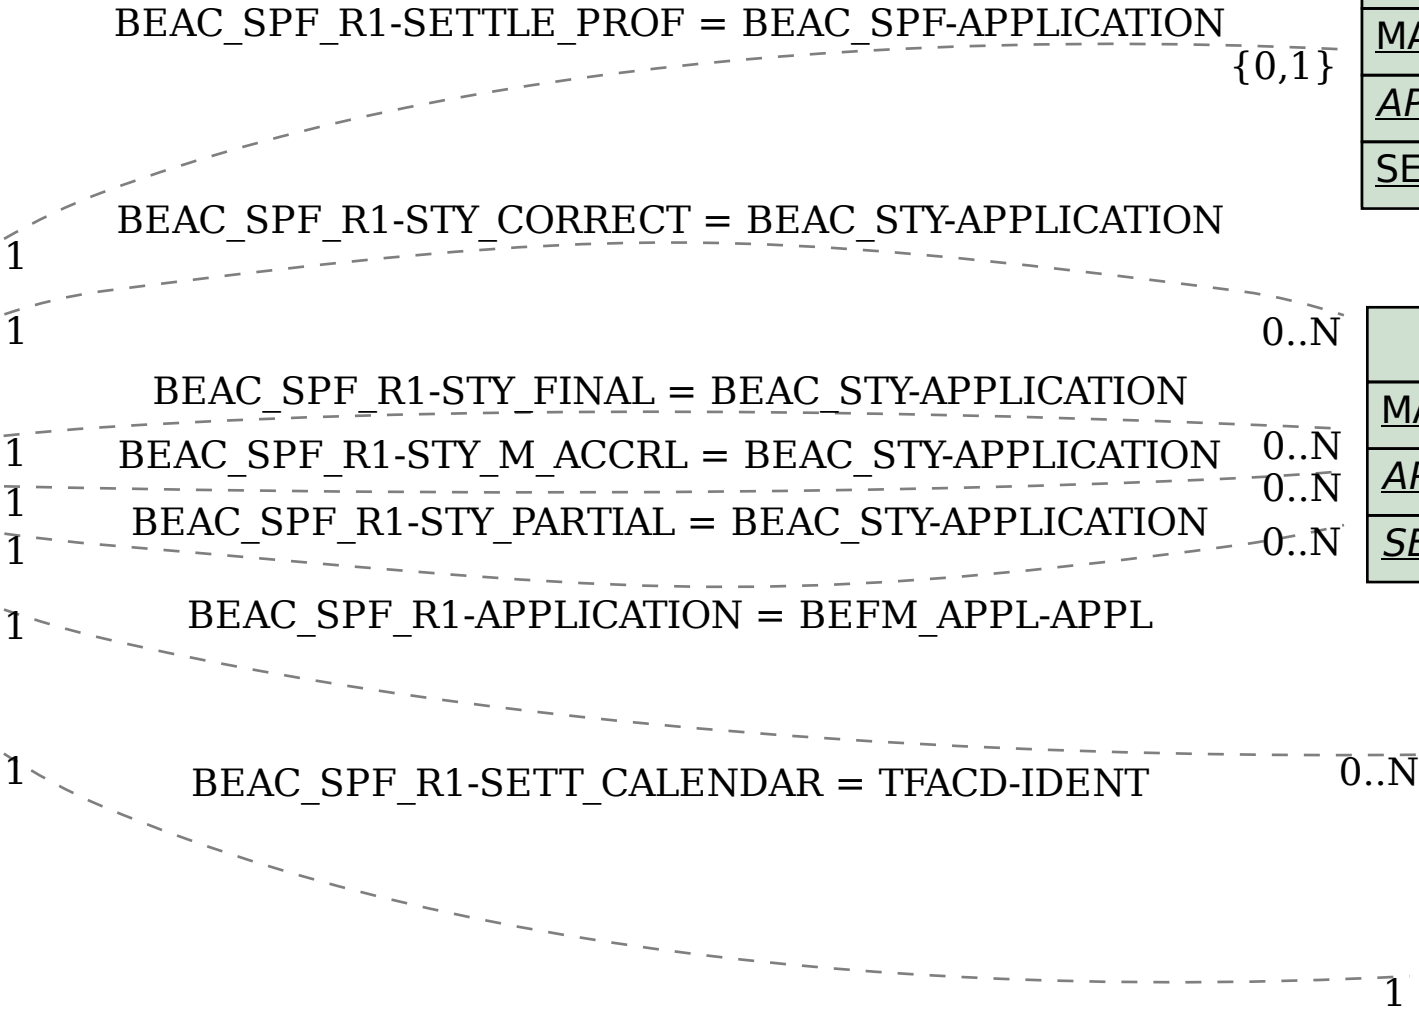 BEAC_SPF_R1-SETTLE_PROF = BEAC_SPF-APPLICATION
{0,1}
1
BEAC_SPF_R1-STY_CORRECT = BEAC_STY-APPLICATION
1
0..N
BEAC_SPF_R1-STY_FINAL = BEAC_STY-APPLICATION
1
0..N
BEAC_SPF_R1-STY_M_ACCRL = BEAC_STY-APPLICATION
1
0..N
BEAC_SPF_R1-STY_PARTIAL = BEAC_STY-APPLICATION
1
0..N
BEAC_SPF_R1-APPLICATION = BEFM_APPL-APPL
1
0..N
BEAC_SPF_R1-SETT_CALENDAR = TFACD-IDENT
1
1